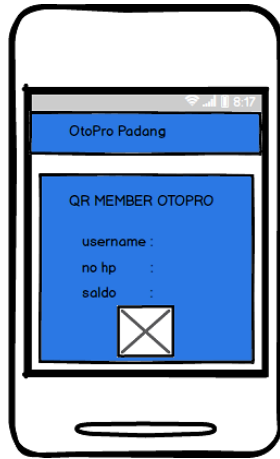 8:17
OtoPro Padang
QR MEMBER OTOPRO
username :
no hp :
saldo :